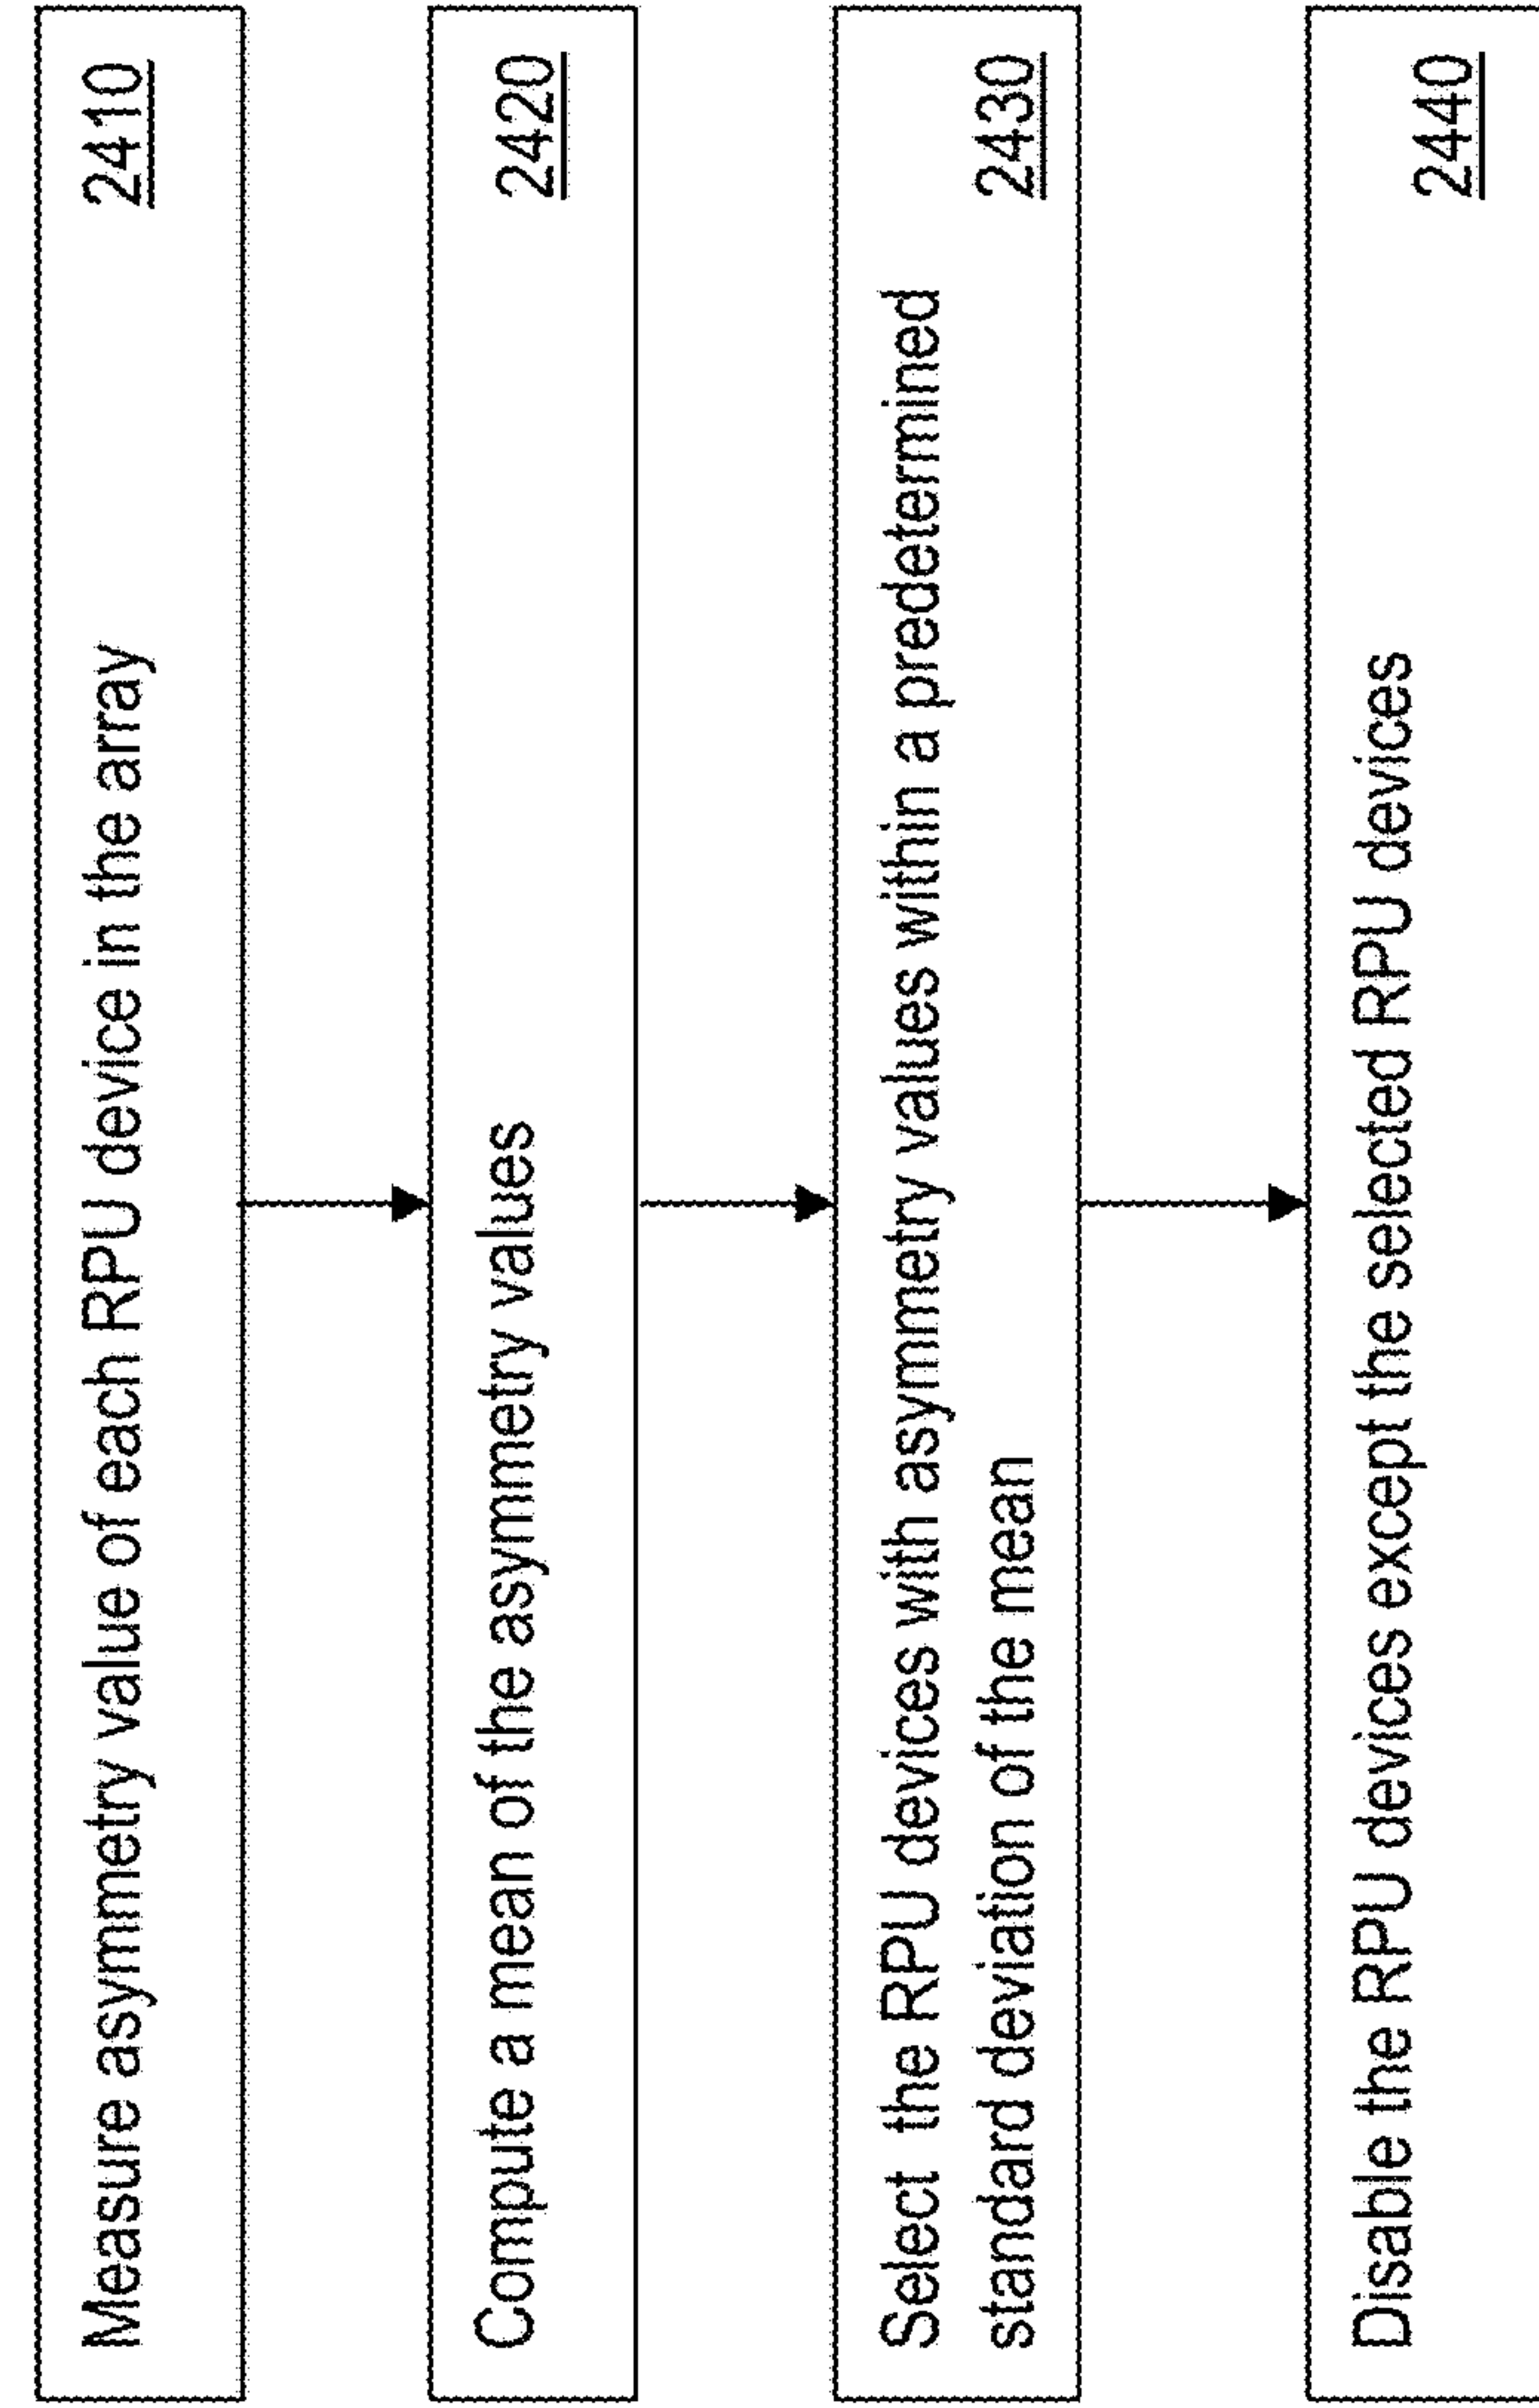 Measure asymmetry value of each RPU device in the array 2410
Compute a mean of the asymmetry values 2420
Select the RPU devices with asymmetry values within a predetermined
standard deviation of the mean 2430
Disable the RPU devices except the selected RPU devices
2440